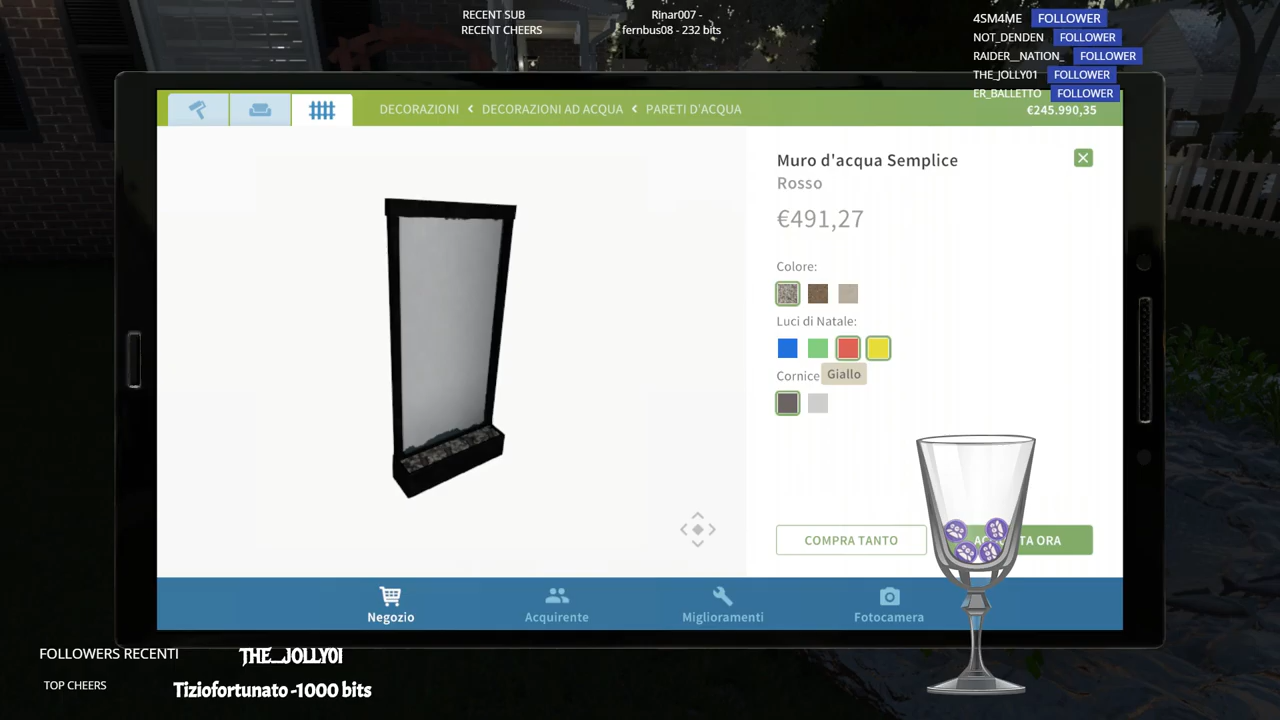 RECENT SUB
RECENT CHEERS
Rinar007 -
fernbus08 - 232 bits
4SM4ME FOLLOWER
NOT_DENDEN FOLLOWER
RAIDER__NATION_ FOLLOWER
THE_JOLLY01 FOLLOWER
ER_BALLETTO FOLLOWER
€245.990,35
DECORAZIONI < DECORAZIONI AD ACQUA < PARETI D'ACQUA
Muro d'acqua Semplice
Rosso
€491,27
Colore:
Luci di Natale:
Cornice
Giallo
COMPRA TANTO
ORA
Negozio
Acquirente
Miglioramenti
Fotocamera
FOLLOWERS RECENTI
THE_JOLLY01
TOP CHEERS
Tiziofortunato -1000 bits